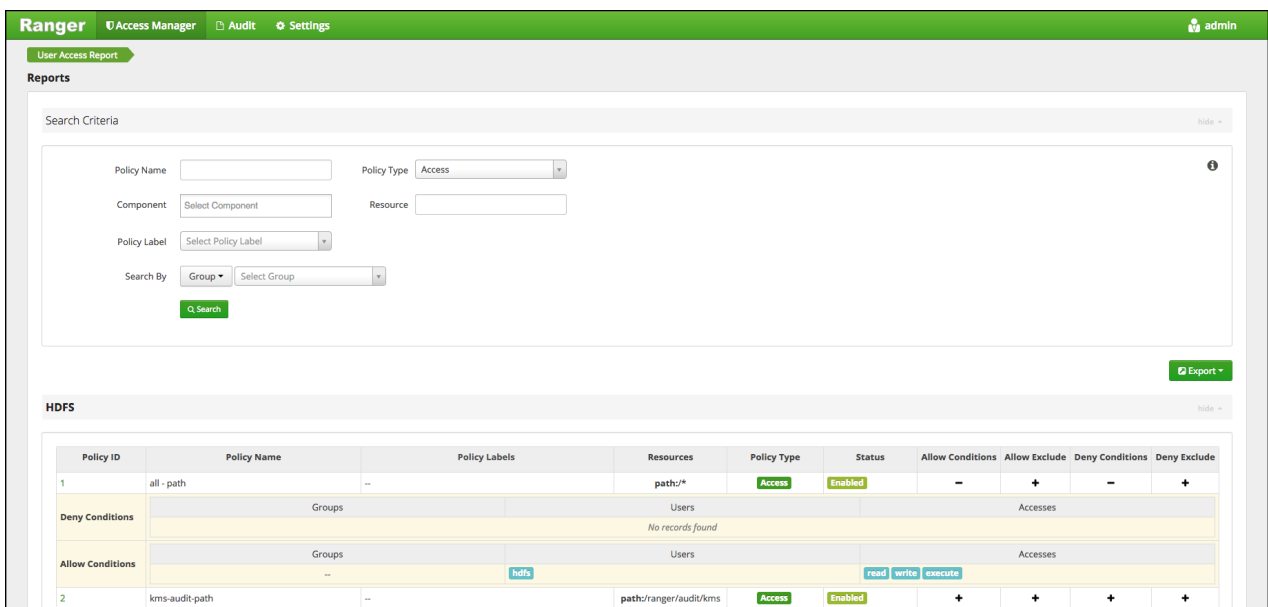 Ranger Access Manager Audit Settings admin
User Access Report
Reports
Search Criteria hide
Policy Name Policy Type Access
Component Select Component Resource
Policy Label Select Policy Label
Search By Group Select Group
Search
Export
HDFS hide
Policy ID Policy Name Policy Labels Resources Policy Type Status Allow Conditions Allow Exclude Deny Conditions Deny Exclude
1 all - path -- path:/* Access Enabled − + − +
Deny Conditions Groups Users Accesses
No records found
Allow Conditions Groups Users Accesses
-- hdfs read write execute
2 kms-audit-path -- path:/ranger/audit/kms Access Enabled + + + +